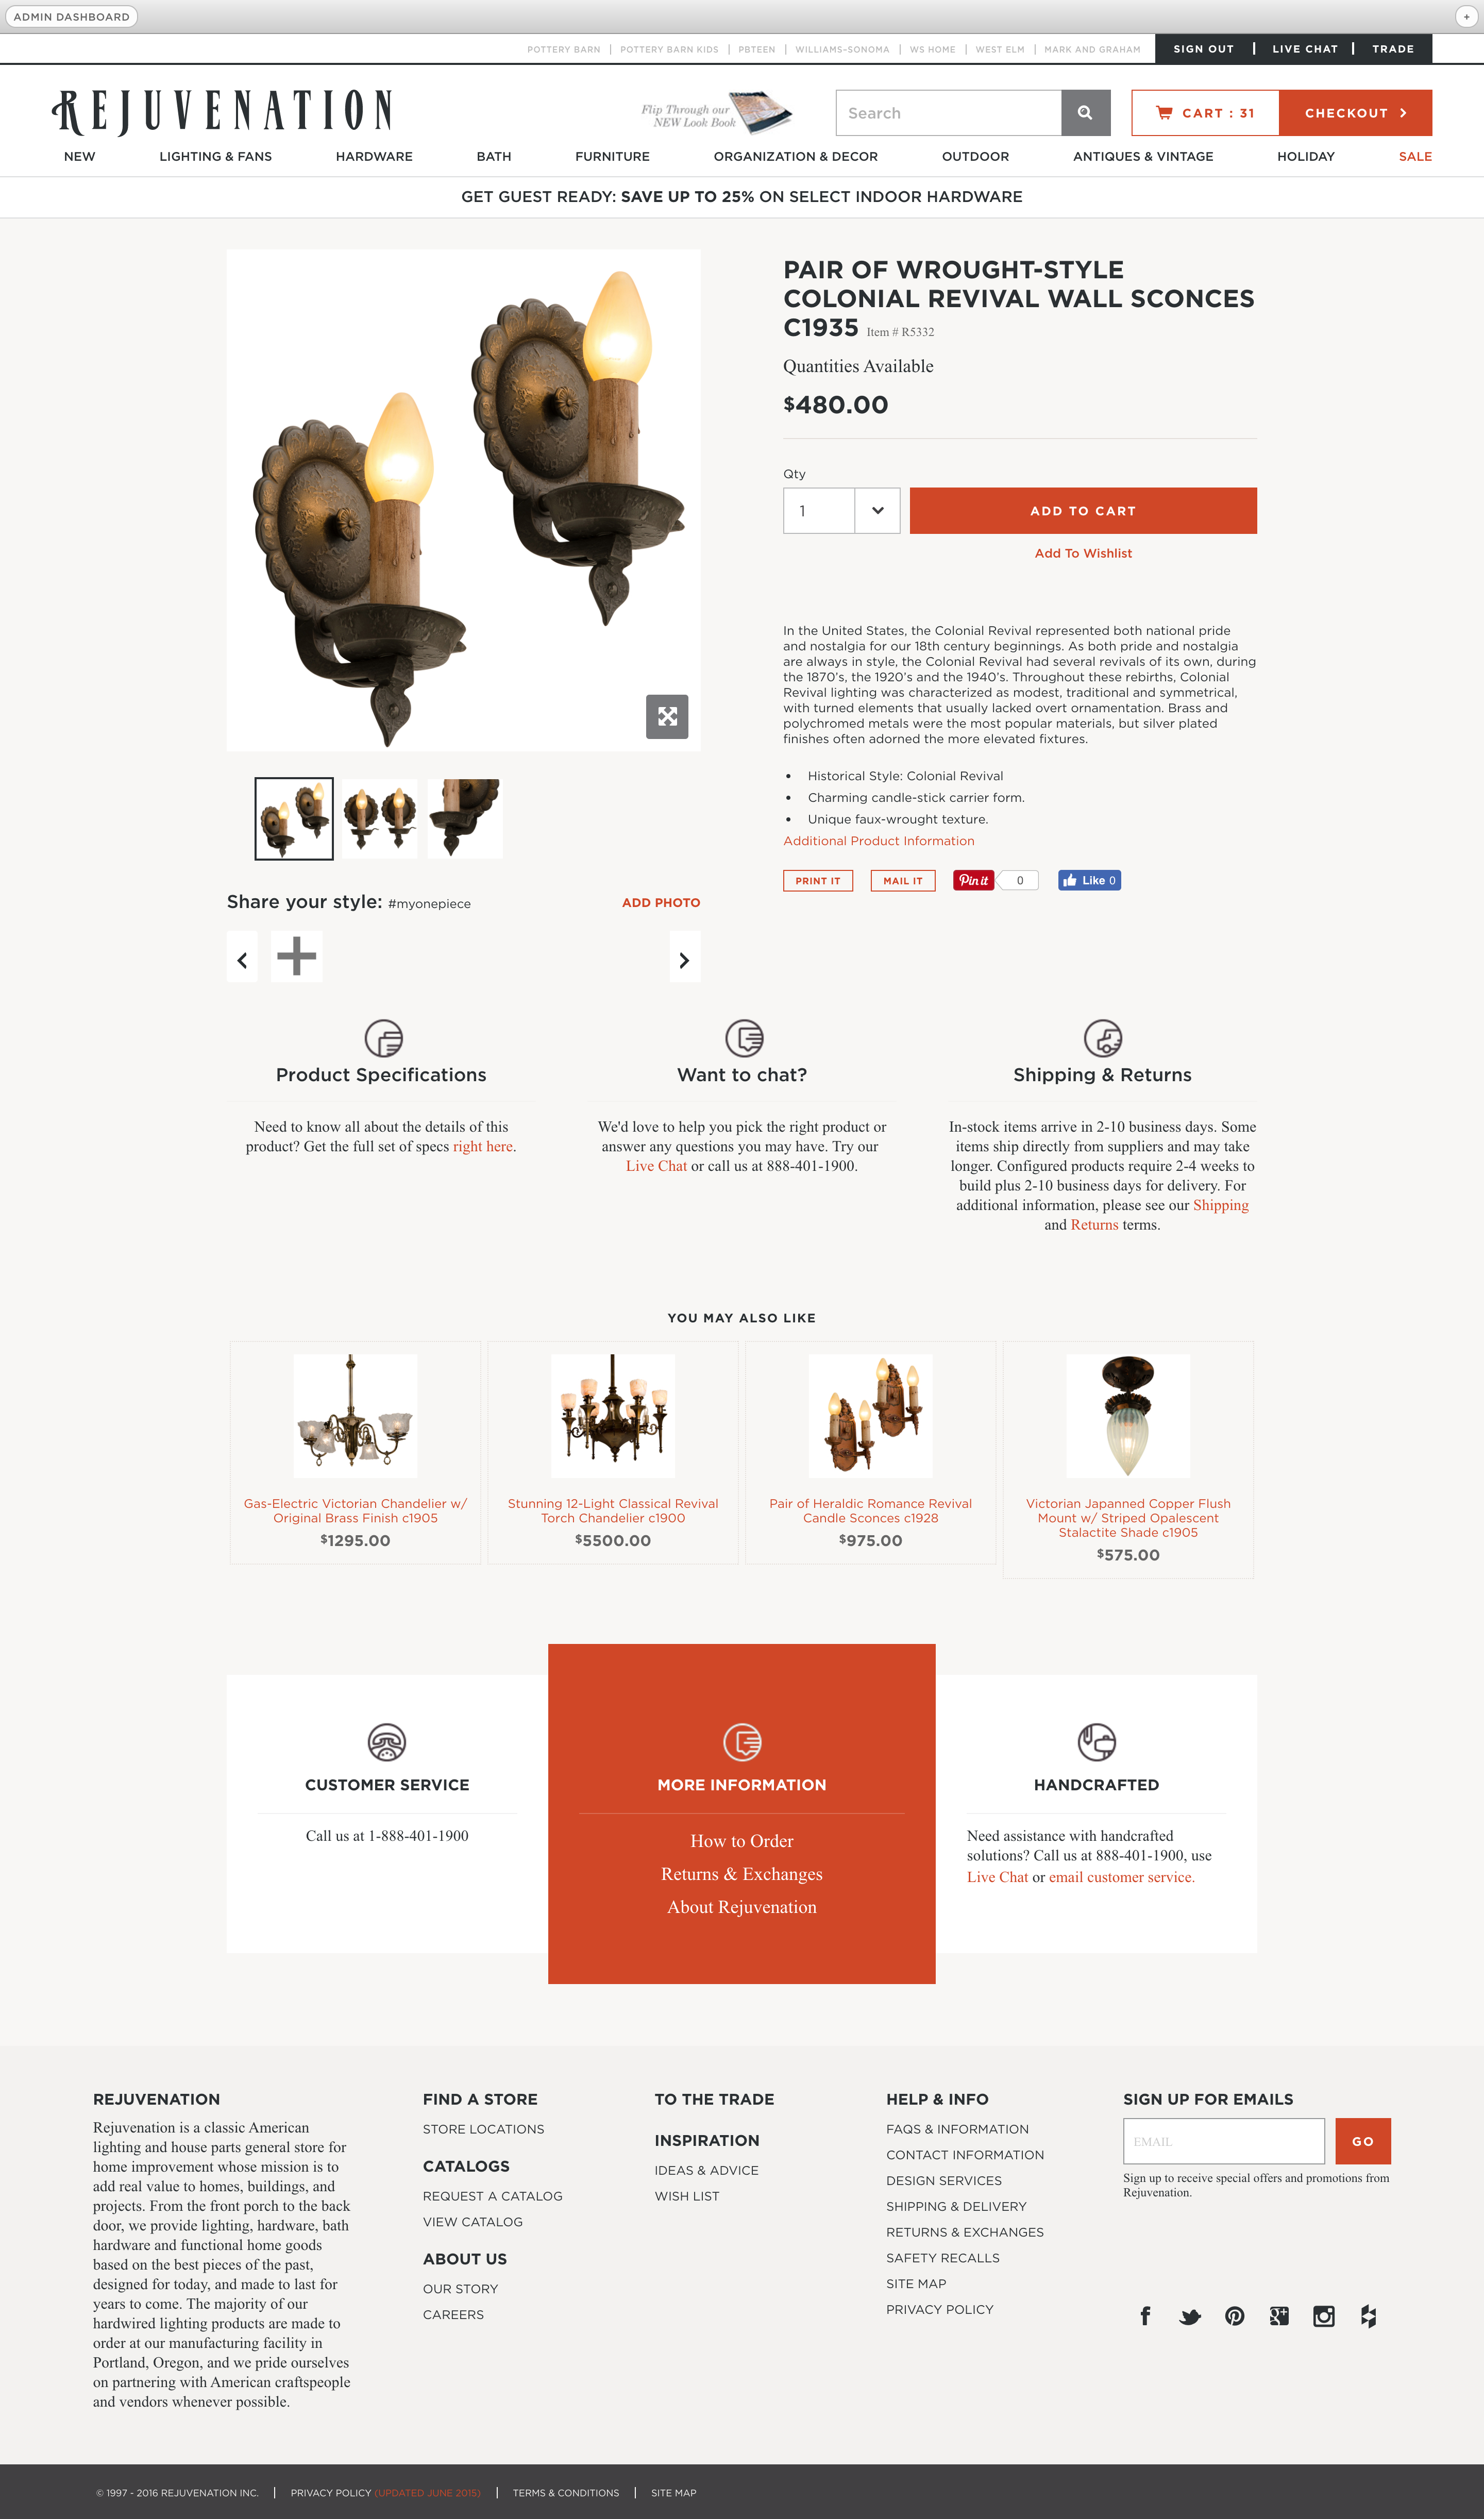 ADMIN DASHBOARD
+
POTTERY BARN | POTTERY BARN KIDS | PBTEEN | WILLIAMS-SONOMA | WS HOME | WEST ELM | MARK AND GRAHAM
SIGN OUT | LIVE CHAT | TRADE
REJUVENATION
Flip Through our
NEW Look Book
Search
CART : 31
CHECKOUT
NEW LIGHTING & FANS HARDWARE BATH FURNITURE ORGANIZATION & DECOR OUTDOOR ANTIQUES & VINTAGE HOLIDAY SALE
GET GUEST READY: SAVE UP TO 25% ON SELECT INDOOR HARDWARE
PAIR OF WROUGHT-STYLE
COLONIAL REVIVAL WALL SCONCES
C1935 Item # R5332
Quantities Available
$480.00
Qty
1
ADD TO CART
Add To Wishlist
In the United States, the Colonial Revival represented both national pride
and nostalgia for our 18th century beginnings. As both pride and nostalgia
are always in style, the Colonial Revival had several revivals of its own, during
the 1870's, the 1920's and the 1940's. Throughout these rebirths, Colonial
Revival lighting was characterized as modest, traditional and symmetrical,
with turned elements that usually lacked overt ornamentation. Brass and
polychromed metals were the most popular materials, but silver plated
finishes often adorned the more elevated fixtures.
• Historical Style: Colonial Revival
• Charming candle-stick carrier form.
• Unique faux-wrought texture.
Additional Product Information
PRINT IT
MAIL IT
Pin it 0
Like 0
Share your style: #myonepiece
ADD PHOTO
Product Specifications
Need to know all about the details of this
product? Get the full set of specs right here.
Want to chat?
We'd love to help you pick the right product or
answer any questions you may have. Try our
Live Chat or call us at 888-401-1900.
Shipping & Returns
In-stock items arrive in 2-10 business days. Some
items ship directly from suppliers and may take
longer. Configured products require 2-4 weeks to
build plus 2-10 business days for delivery. For
additional information, please see our Shipping
and Returns terms.
YOU MAY ALSO LIKE
Gas-Electric Victorian Chandelier w/
Original Brass Finish c1905
$1295.00
Stunning 12-Light Classical Revival
Torch Chandelier c1900
$5500.00
Pair of Heraldic Romance Revival
Candle Sconces c1928
$975.00
Victorian Japanned Copper Flush
Mount w/ Striped Opalescent
Stalactite Shade c1905
$575.00
CUSTOMER SERVICE
Call us at 1-888-401-1900
MORE INFORMATION
How to Order
Returns & Exchanges
About Rejuvenation
HANDCRAFTED
Need assistance with handcrafted
solutions? Call us at 888-401-1900, use
Live Chat or email customer service.
REJUVENATION
Rejuvenation is a classic American
lighting and house parts general store for
home improvement whose mission is to
add real value to homes, buildings, and
projects. From the front porch to the back
door, we provide lighting, hardware, bath
hardware and functional home goods
based on the best pieces of the past,
designed for today, and made to last for
years to come. The majority of our
hardwired lighting products are made to
order at our manufacturing facility in
Portland, Oregon, and we pride ourselves
on partnering with American craftspeople
and vendors whenever possible.
FIND A STORE
STORE LOCATIONS
CATALOGS
REQUEST A CATALOG
VIEW CATALOG
ABOUT US
OUR STORY
CAREERS
TO THE TRADE
INSPIRATION
IDEAS & ADVICE
WISH LIST
HELP & INFO
FAQS & INFORMATION
CONTACT INFORMATION
DESIGN SERVICES
SHIPPING & DELIVERY
RETURNS & EXCHANGES
SAFETY RECALLS
SITE MAP
PRIVACY POLICY
SIGN UP FOR EMAILS
EMAIL
GO
Sign up to receive special offers and promotions from
Rejuvenation.
© 1997 - 2016 REJUVENATION INC. | PRIVACY POLICY (UPDATED JUNE 2015) | TERMS & CONDITIONS | SITE MAP